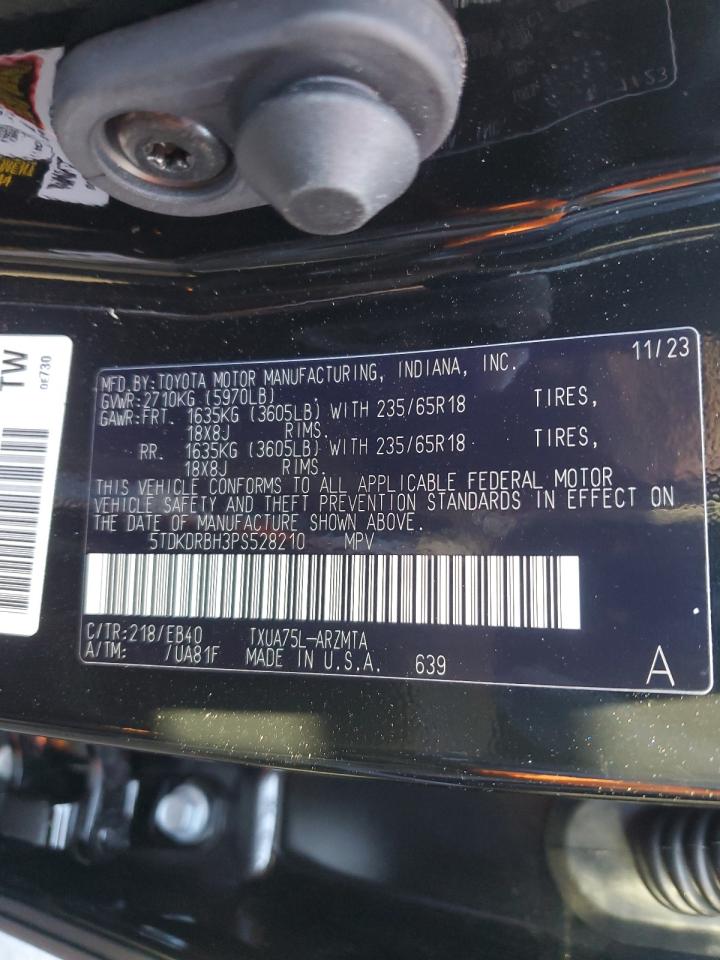 11/23
MFD.BY:TOYOTA MOTOR MANUFACTURING, INDIANA, INC.
GVWR:2710KG (5970LB)
GAWR:FRT. 1635KG (3605LB) WITH 235/65R18 TIRES,
18X8J RIMS.
RR. 1635KG (3605LB) WITH 235/65R18 TIRES,
18X8J RIMS.
THIS VEHICLE CONFORMS TO ALL APPLICABLE FEDERAL MOTOR
VEHICLE SAFETY AND THEFT PREVENTION STANDARDS IN EFFECT ON
THE DATE OF MANUFACTURE SHOWN ABOVE.
5TDKDRBH3PS528210 MPV
C/TR:218/EB40 TXUA75L-ARZMTA
A/TM: /UA81F MADE IN U.S.A. 639 A
TW
0E730